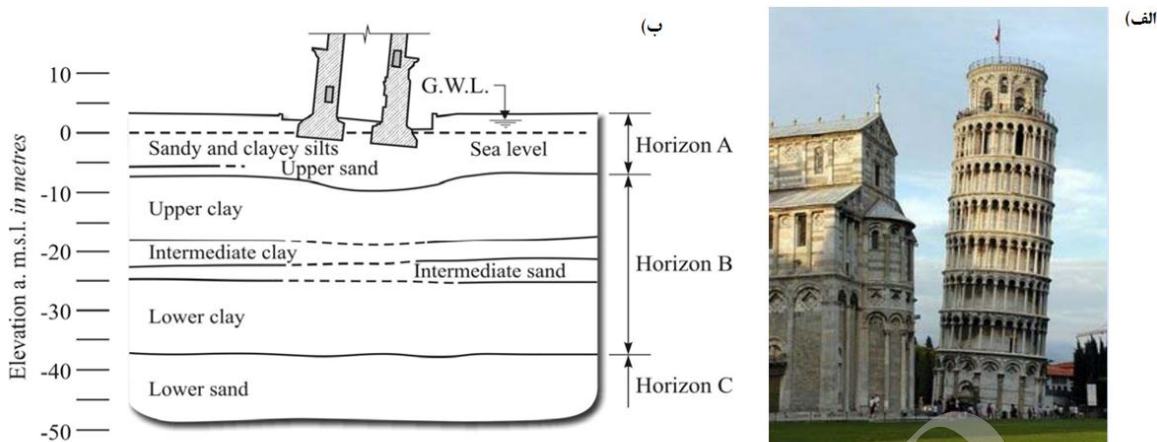 الف)
ب)
Elevation a. m.s.l. in metres
10
0
-10
-20
-30
-40
-50
G.W.L.
Sandy and clayey silts
Sea level
Upper sand
Upper clay
Intermediate clay
Intermediate sand
Lower clay
Lower sand
Horizon A
Horizon B
Horizon C